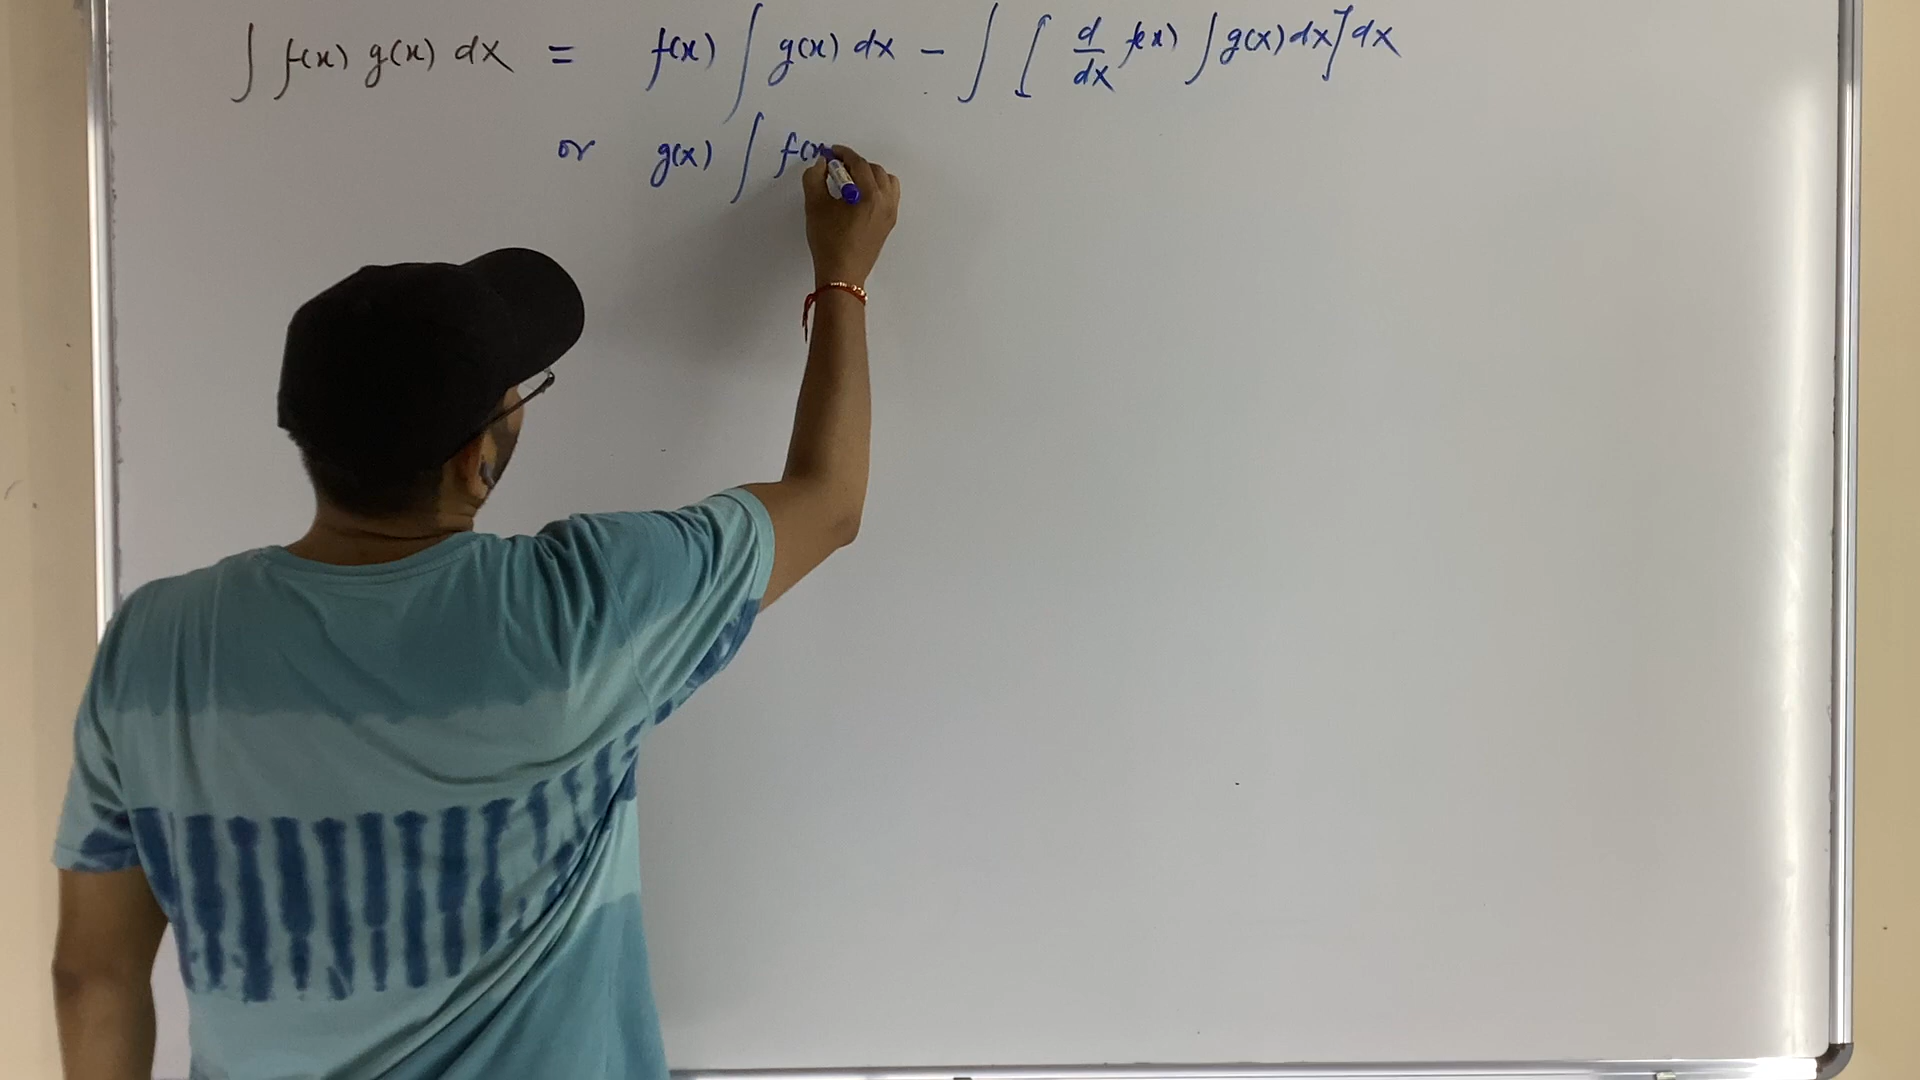 ∫ f(x) g(x) dx = f(x) ∫ g(x) dx - ∫ [ d/dx f(x) ∫ g(x) dx ] dx
or g(x) ∫ f(x